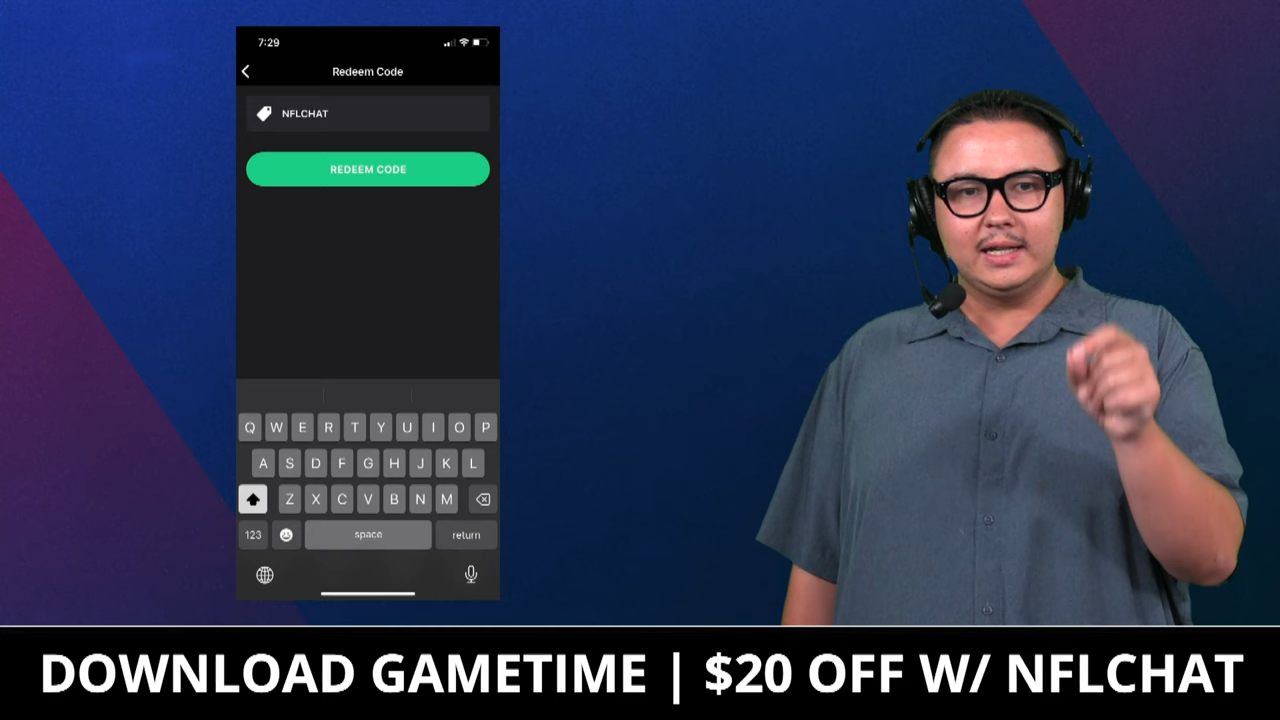 7:29
Redeem Code
NFLCHAT
REDEEM CODE
Q W E R T Y U I O P
A S D F G H J K L
Z X C V B N M
123 space return
DOWNLOAD GAMETIME | $20 OFF W/ NFLCHAT